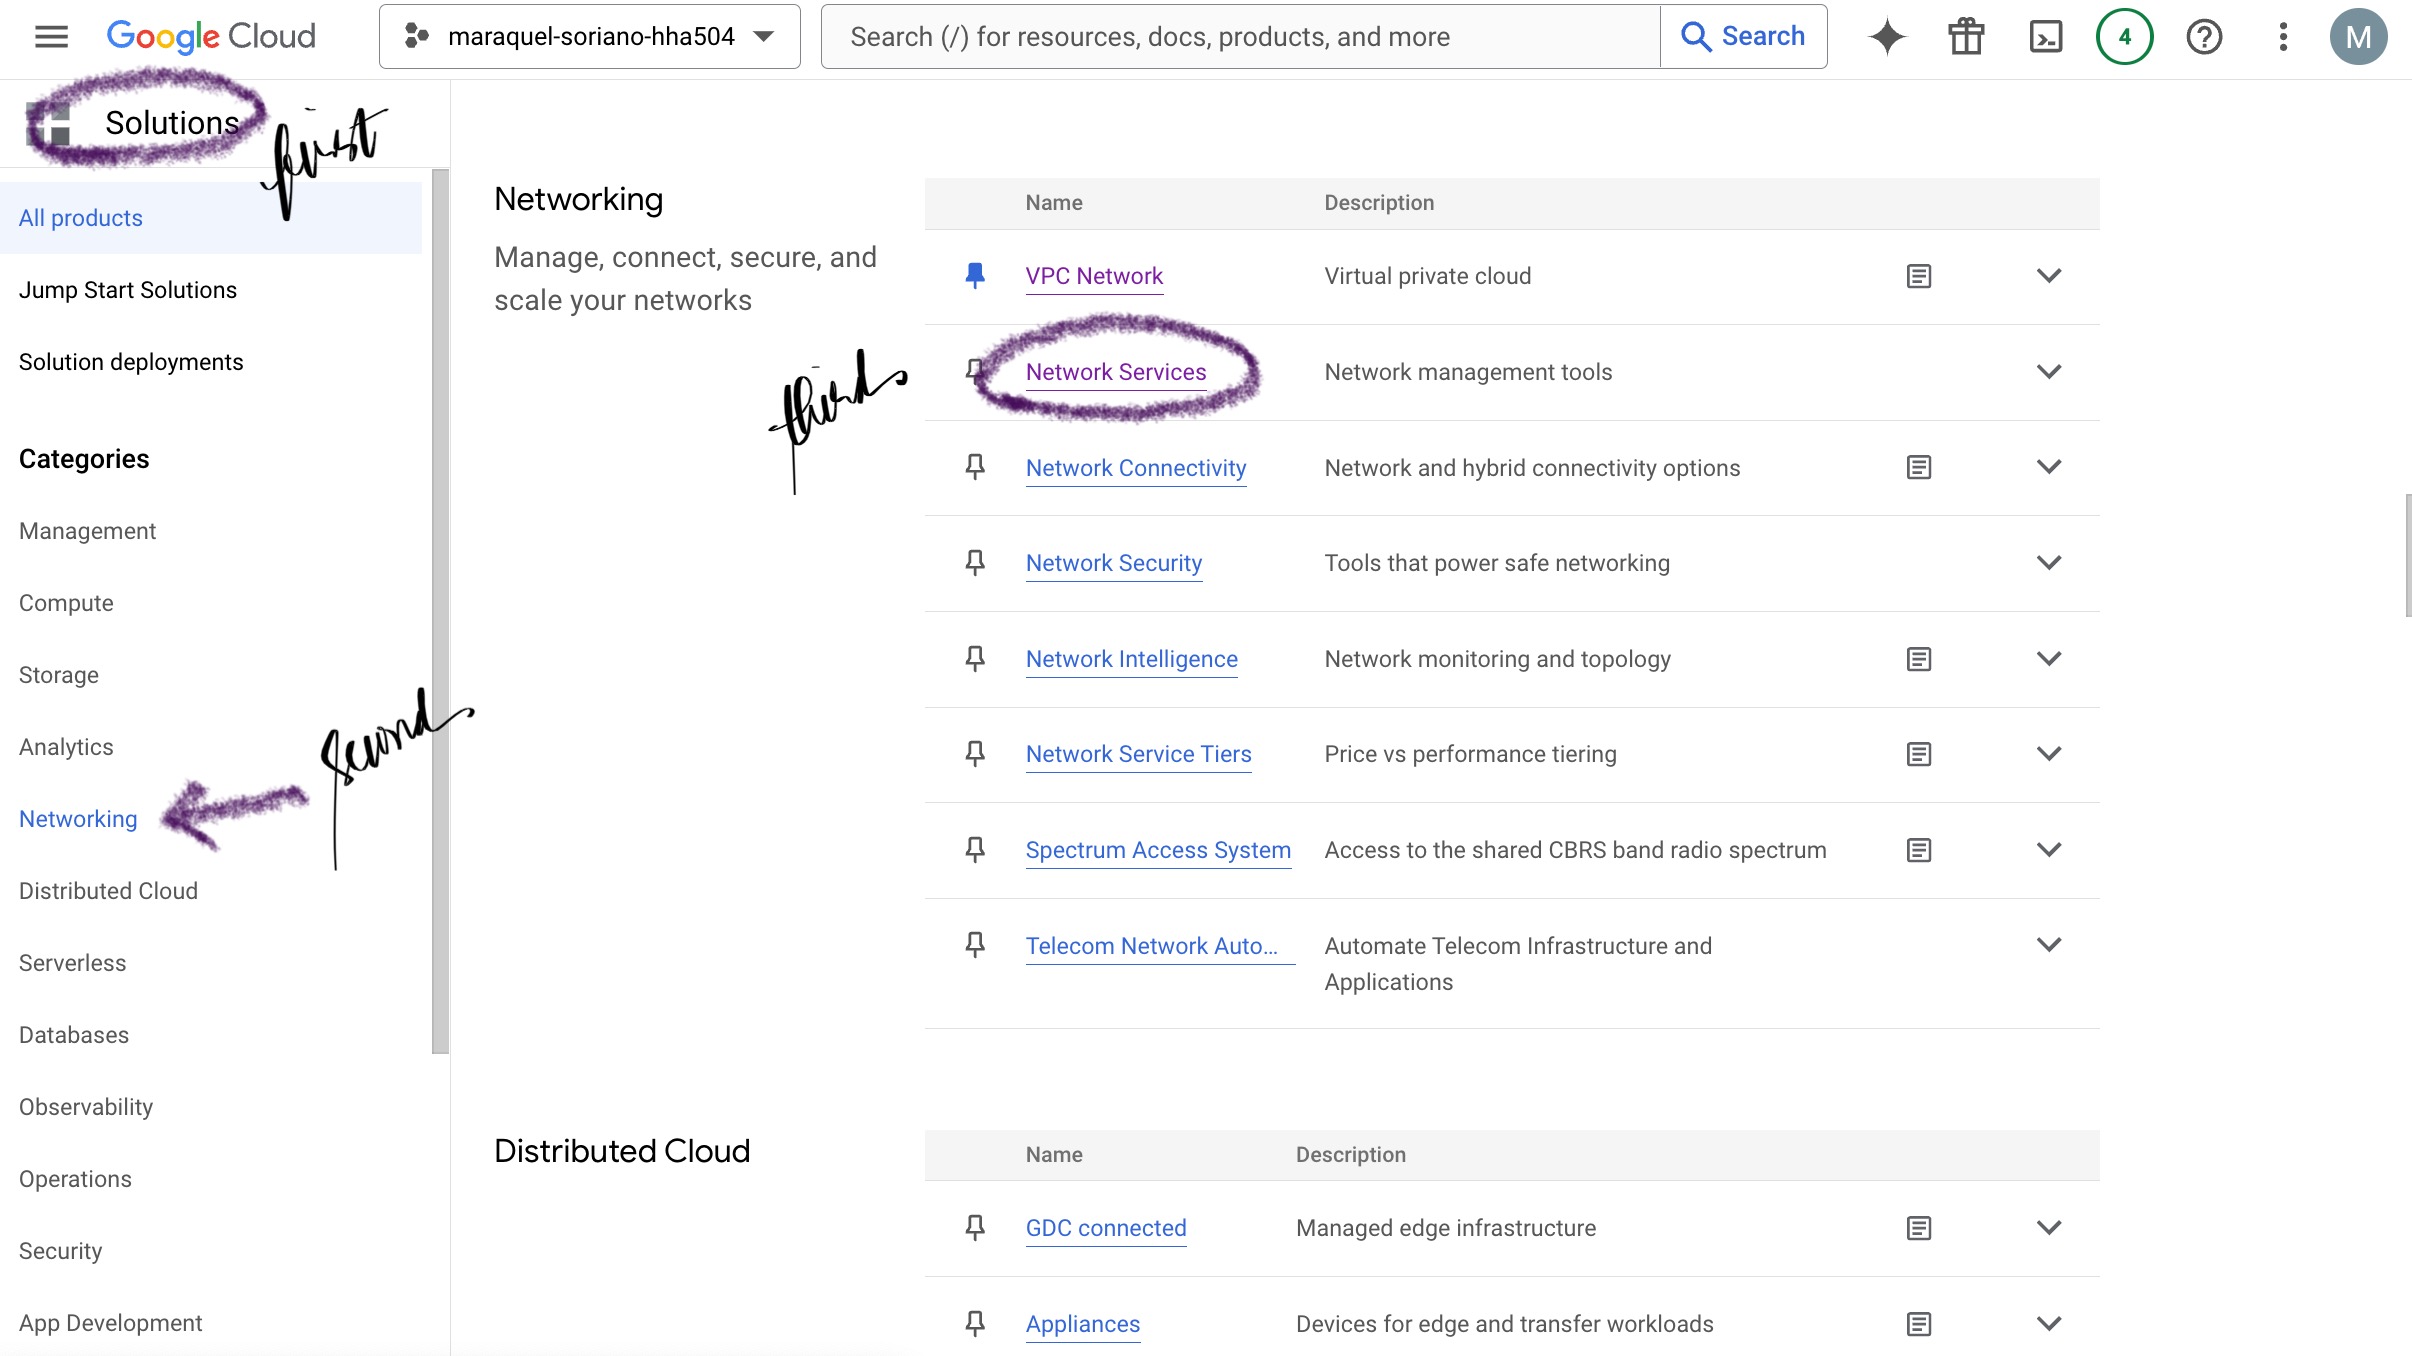 Google Cloud
maraquel-soriano-hha504
Search (/) for resources, docs, products, and more
Search
4
M
Solutions
first
All products
Jump Start Solutions
Solution deployments
Categories
Management
Compute
Storage
Analytics
second
Networking
Distributed Cloud
Serverless
Databases
Observability
Operations
Security
App Development
Networking
Manage, connect, secure, and
scale your networks
third
Name Description
VPC Network Virtual private cloud
Network Services Network management tools
Network Connectivity Network and hybrid connectivity options
Network Security Tools that power safe networking
Network Intelligence Network monitoring and topology
Network Service Tiers Price vs performance tiering
Spectrum Access System Access to the shared CBRS band radio spectrum
Telecom Network Auto... Automate Telecom Infrastructure and
Applications
Distributed Cloud
Name Description
GDC connected Managed edge infrastructure
Appliances Devices for edge and transfer workloads